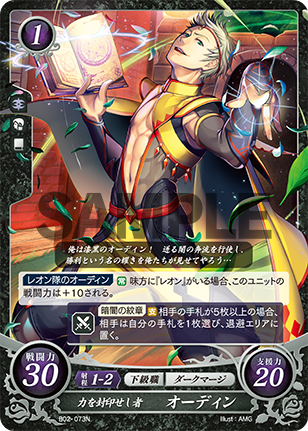 1
SAMPLE
俺は漆黒のオーディン! 迸る闇の奔流を行使し、
勝利という名の輝きを俺たちが見せてやろう…
レオン隊のオーディン 常 味方に『レオン』がいる場合、このユニットの
戦闘力は+10される。
暗闇の紋章 攻 相手の手札が5枚以上の場合、
相手は自分の手札を1枚選び、退避エリアに
置く。
戦闘力
30
射程 1-2 下級職 ダークマージ
支援力
20
力を封印せし者 オーディン
B02-073N
Illust:AMG